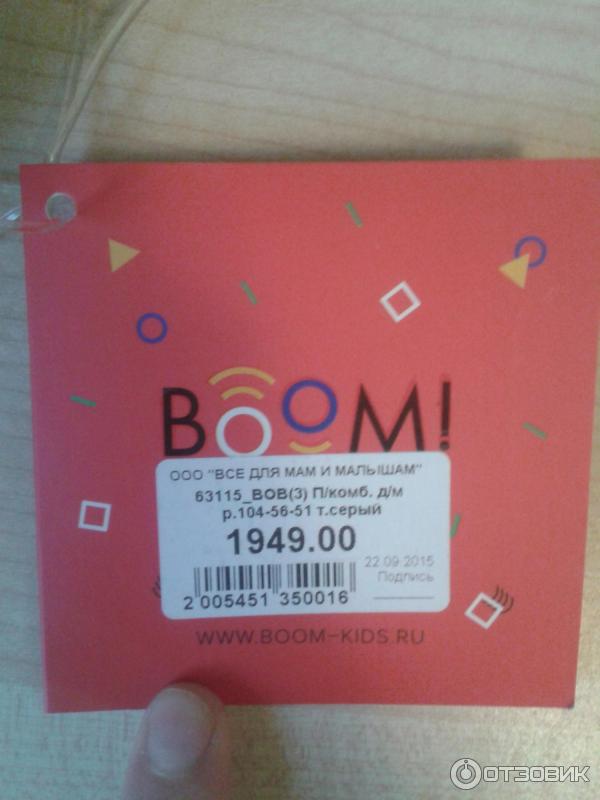 BOOM!
ООО "ВСЕ ДЛЯ МАМ И МАЛЫШАМ"
63115_BOB(3) П/комб. д/м
р.104-56-51 т.серый
1949.00
22.09.2015
Подпись
2 005451 350016
WWW.BOOM-KIDS.RU
ОТЗОВИК